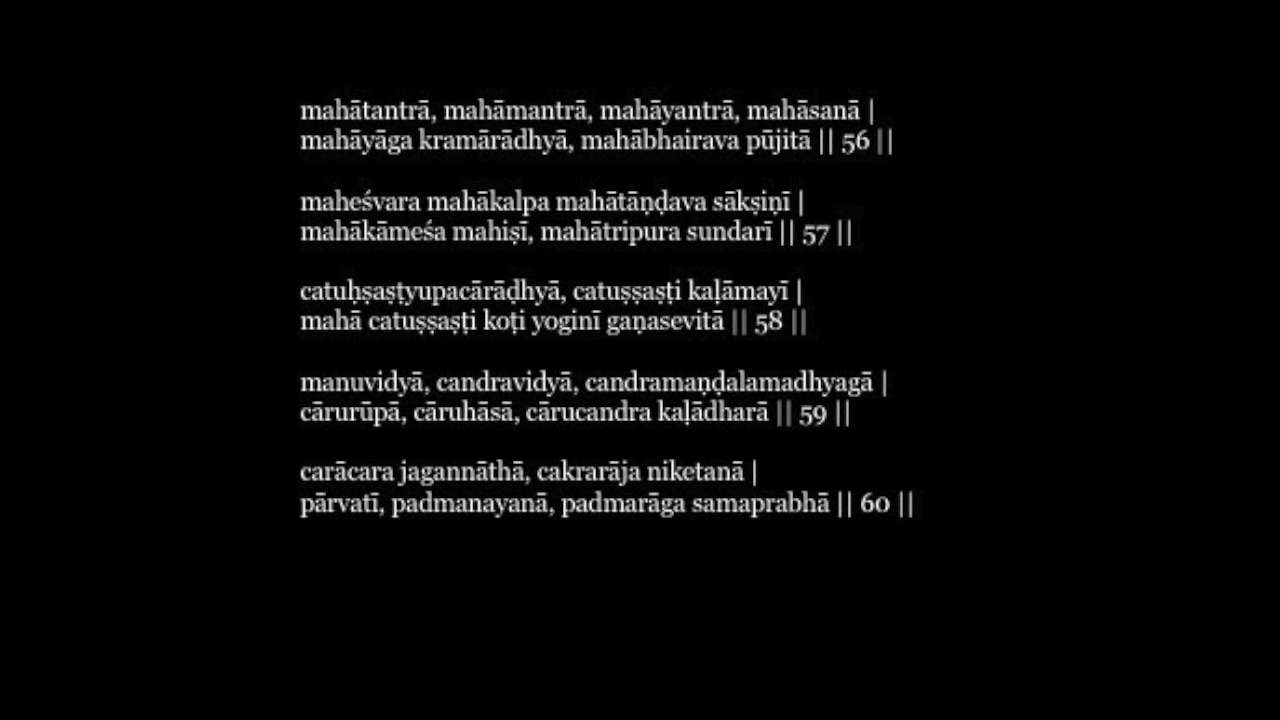 mahātantrā, mahāmantrā, mahāyantrā, mahāsanā |
mahāyāga kramārādhyā, mahābhairava pūjitā || 56 ||
maheśvara mahākalpa mahātāṇḍava sākṣiṇī |
mahākāmeśa mahiṣī, mahātripura sundarī || 57 ||
catuḥṣaṣṭyupacārāḍhyā, catuṣṣaṣṭi kaḷāmayī |
mahā catuṣṣaṣṭi koṭi yoginī gaṇasevitā || 58 ||
manuvidyā, candravidyā, candramaṇḍalamadhyagā |
cārurūpā, cāruhāsā, cārucandra kaḷādharā || 59 ||
carācara jagannāthā, cakrarāja niketanā |
pārvatī, padmanayanā, padmarāga samaprabhā || 60 ||